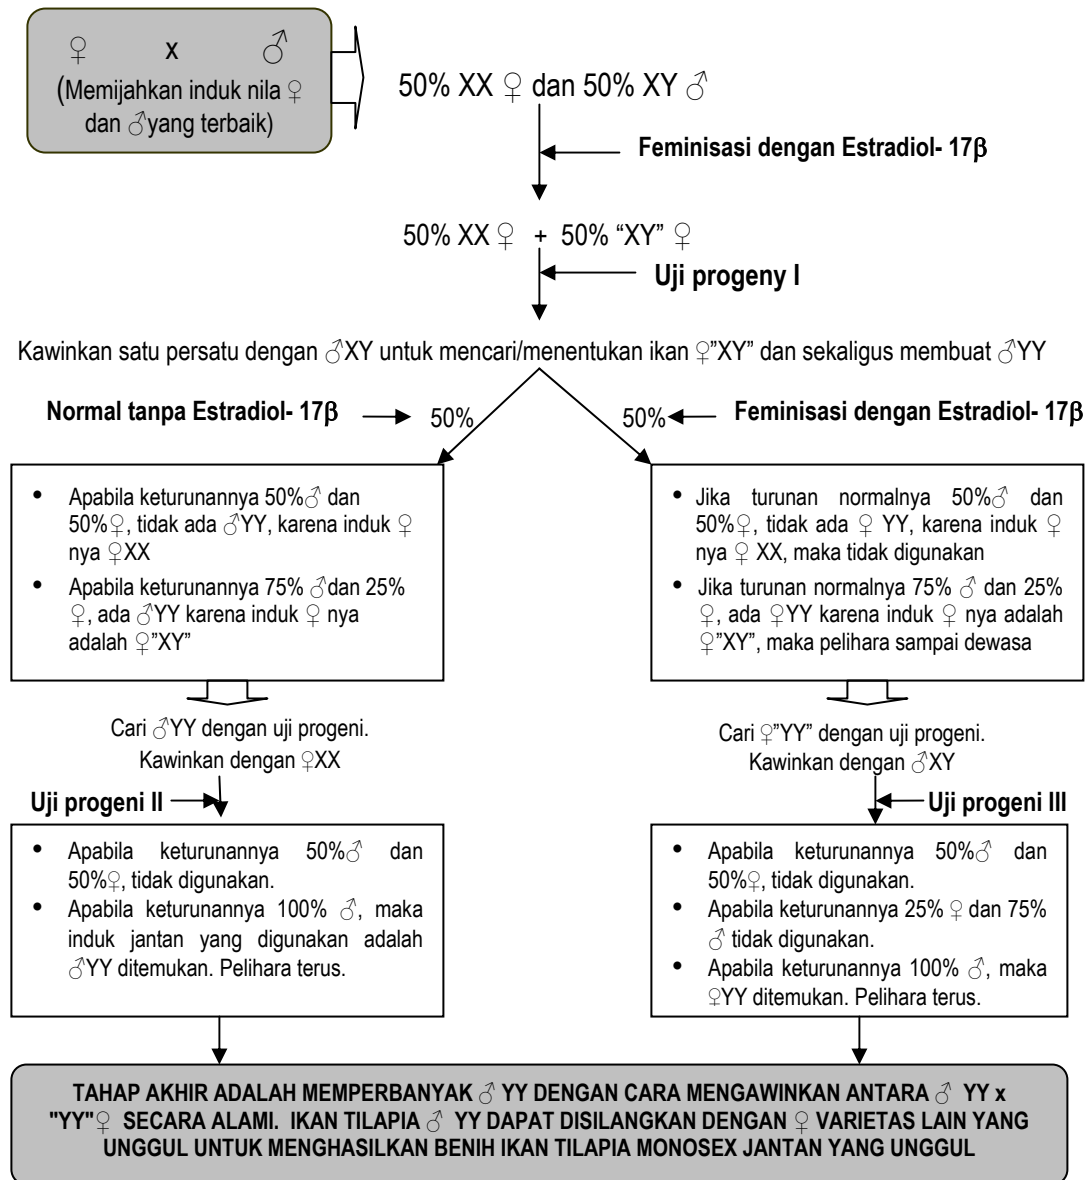 ♀ x ♂
(Memijahkan induk nila ♀
dan ♂yang terbaik)
50% XX ♀ dan 50% XY ♂
Feminisasi dengan Estradiol- 17β
50% XX ♀ + 50% “XY” ♀
Uji progeny I
Kawinkan satu persatu dengan ♂XY untuk mencari/menentukan ikan ♀”XY” dan sekaligus membuat ♂YY
Normal tanpa Estradiol- 17β
50%
50%
Feminisasi dengan Estradiol- 17β
• Apabila keturunannya 50%♂ dan
50%♀, tidak ada ♂YY, karena induk ♀
nya ♀XX
• Apabila keturunannya 75% ♂dan 25%
♀, ada ♂YY karena induk ♀ nya
adalah ♀”XY”
• Jika turunan normalnya 50%♂ dan
50%♀, tidak ada ♀ YY, karena induk ♀
nya ♀ XX, maka tidak digunakan
• Jika turunan normalnya 75% ♂ dan 25%
♀, ada ♀YY karena induk ♀ nya adalah
♀”XY”, maka pelihara sampai dewasa
Cari ♂YY dengan uji progeni.
Kawinkan dengan ♀XX
Cari ♀”YY” dengan uji progeni.
Kawinkan dengan ♂XY
Uji progeni II
Uji progeni III
• Apabila keturunannya 50%♂ dan
50%♀, tidak digunakan.
• Apabila keturunannya 100% ♂, maka
induk jantan yang digunakan adalah
♂YY ditemukan. Pelihara terus.
• Apabila keturunannya 50%♂ dan
50%♀, tidak digunakan.
• Apabila keturunannya 25% ♀ dan 75%
♂ tidak digunakan.
• Apabila keturunannya 100% ♂, maka
♀YY ditemukan. Pelihara terus.
TAHAP AKHIR ADALAH MEMPERBANYAK ♂ YY DENGAN CARA MENGAWINKAN ANTARA ♂ YY x
"YY"♀ SECARA ALAMI. IKAN TILAPIA ♂ YY DAPAT DISILANGKAN DENGAN ♀ VARIETAS LAIN YANG
UNGGUL UNTUK MENGHASILKAN BENIH IKAN TILAPIA MONOSEX JANTAN YANG UNGGUL